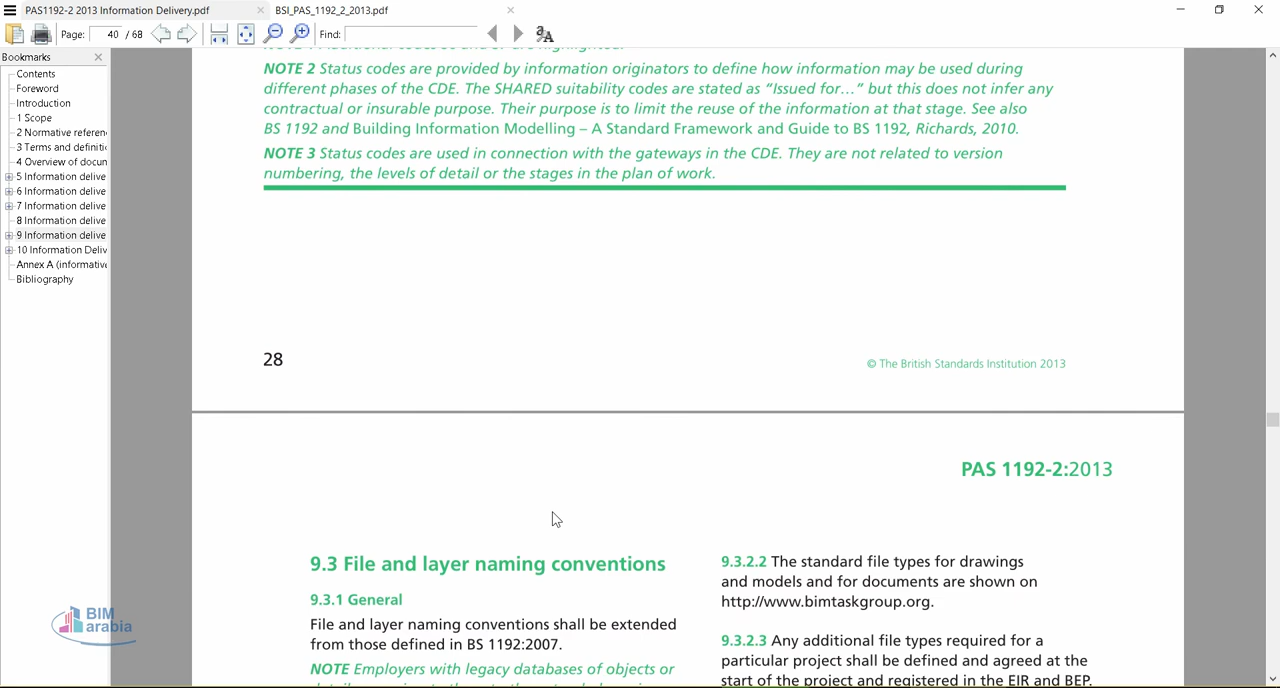 PAS1192-2 2013 Information Delivery.pdf
BSI_PAS_1192_2_2013.pdf
Page: 40 / 68
Find:
Bookmarks
Contents
Foreword
Introduction
1 Scope
2 Normative referen
3 Terms and definitio
4 Overview of docun
5 Information delive
6 Information delive
7 Information delive
8 Information delive
9 Information delive
10 Information Deliv
Annex A (informative
Bibliography
NOTE 2 Status codes are provided by information originators to define how information may be used during
different phases of the CDE. The SHARED suitability codes are stated as “Issued for…” but this does not infer any
contractual or insurable purpose. Their purpose is to limit the reuse of the information at that stage. See also
BS 1192 and Building Information Modelling – A Standard Framework and Guide to BS 1192, Richards, 2010.
NOTE 3 Status codes are used in connection with the gateways in the CDE. They are not related to version
numbering, the levels of detail or the stages in the plan of work.
28
© The British Standards Institution 2013
PAS 1192-2:2013
9.3 File and layer naming conventions
9.3.1 General
File and layer naming conventions shall be extended
from those defined in BS 1192:2007.
NOTE Employers with legacy databases of objects or
9.3.2.2 The standard file types for drawings
and models and for documents are shown on
http://www.bimtaskgroup.org.
9.3.2.3 Any additional file types required for a
particular project shall be defined and agreed at the
start of the project and registered in the EIR and BEP.
BIM
arabia